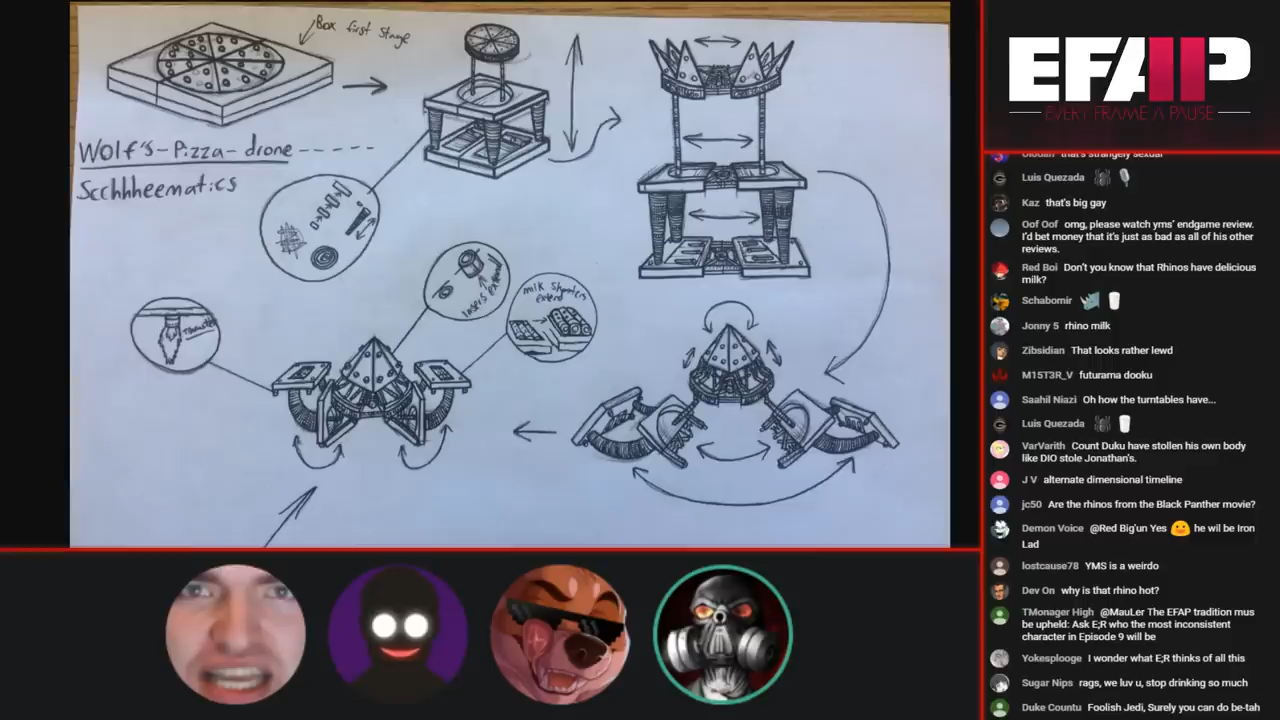 Box first stage
Wolf's-Pizza-drone-----
Scchhheematics
lasers extend
milk Shooters
extend
Thruster
EFAP
EVERY FRAME A PAUSE
that's strangely sexual
Luis Quezada
Kaz that's big gay
Oof Oof omg, please watch yms' endgame review.
I'd bet money that it's just as bad as all of his other
reviews.
Red Boi Don't you know that Rhinos have delicious
milk?
Schabomir
Jonny 5 rhino milk
Zibsidian That looks rather lewd
M15T3R_V futurama dooku
Saahil Niazi Oh how the turntables have...
Luis Quezada
VarVarith Count Duku have stollen his own body
like DIO stole Jonathan's.
J V alternate dimensional timeline
jc50 Are the rhinos from the Black Panther movie?
Demon Voice @Red Big'un Yes he wil be Iron
Lad
lostcause78 YMS is a weirdo
Dev On why is that rhino hot?
TMonager High @MauLer The EFAP tradition mus
be upheld: Ask E;R who the most inconsistent
character in Episode 9 will be
Yokesplooge I wonder what E;R thinks of all this
Sugar Nips rags, we luv u, stop drinking so much
Duke Countu Foolish Jedi, Surely you can do be-tah